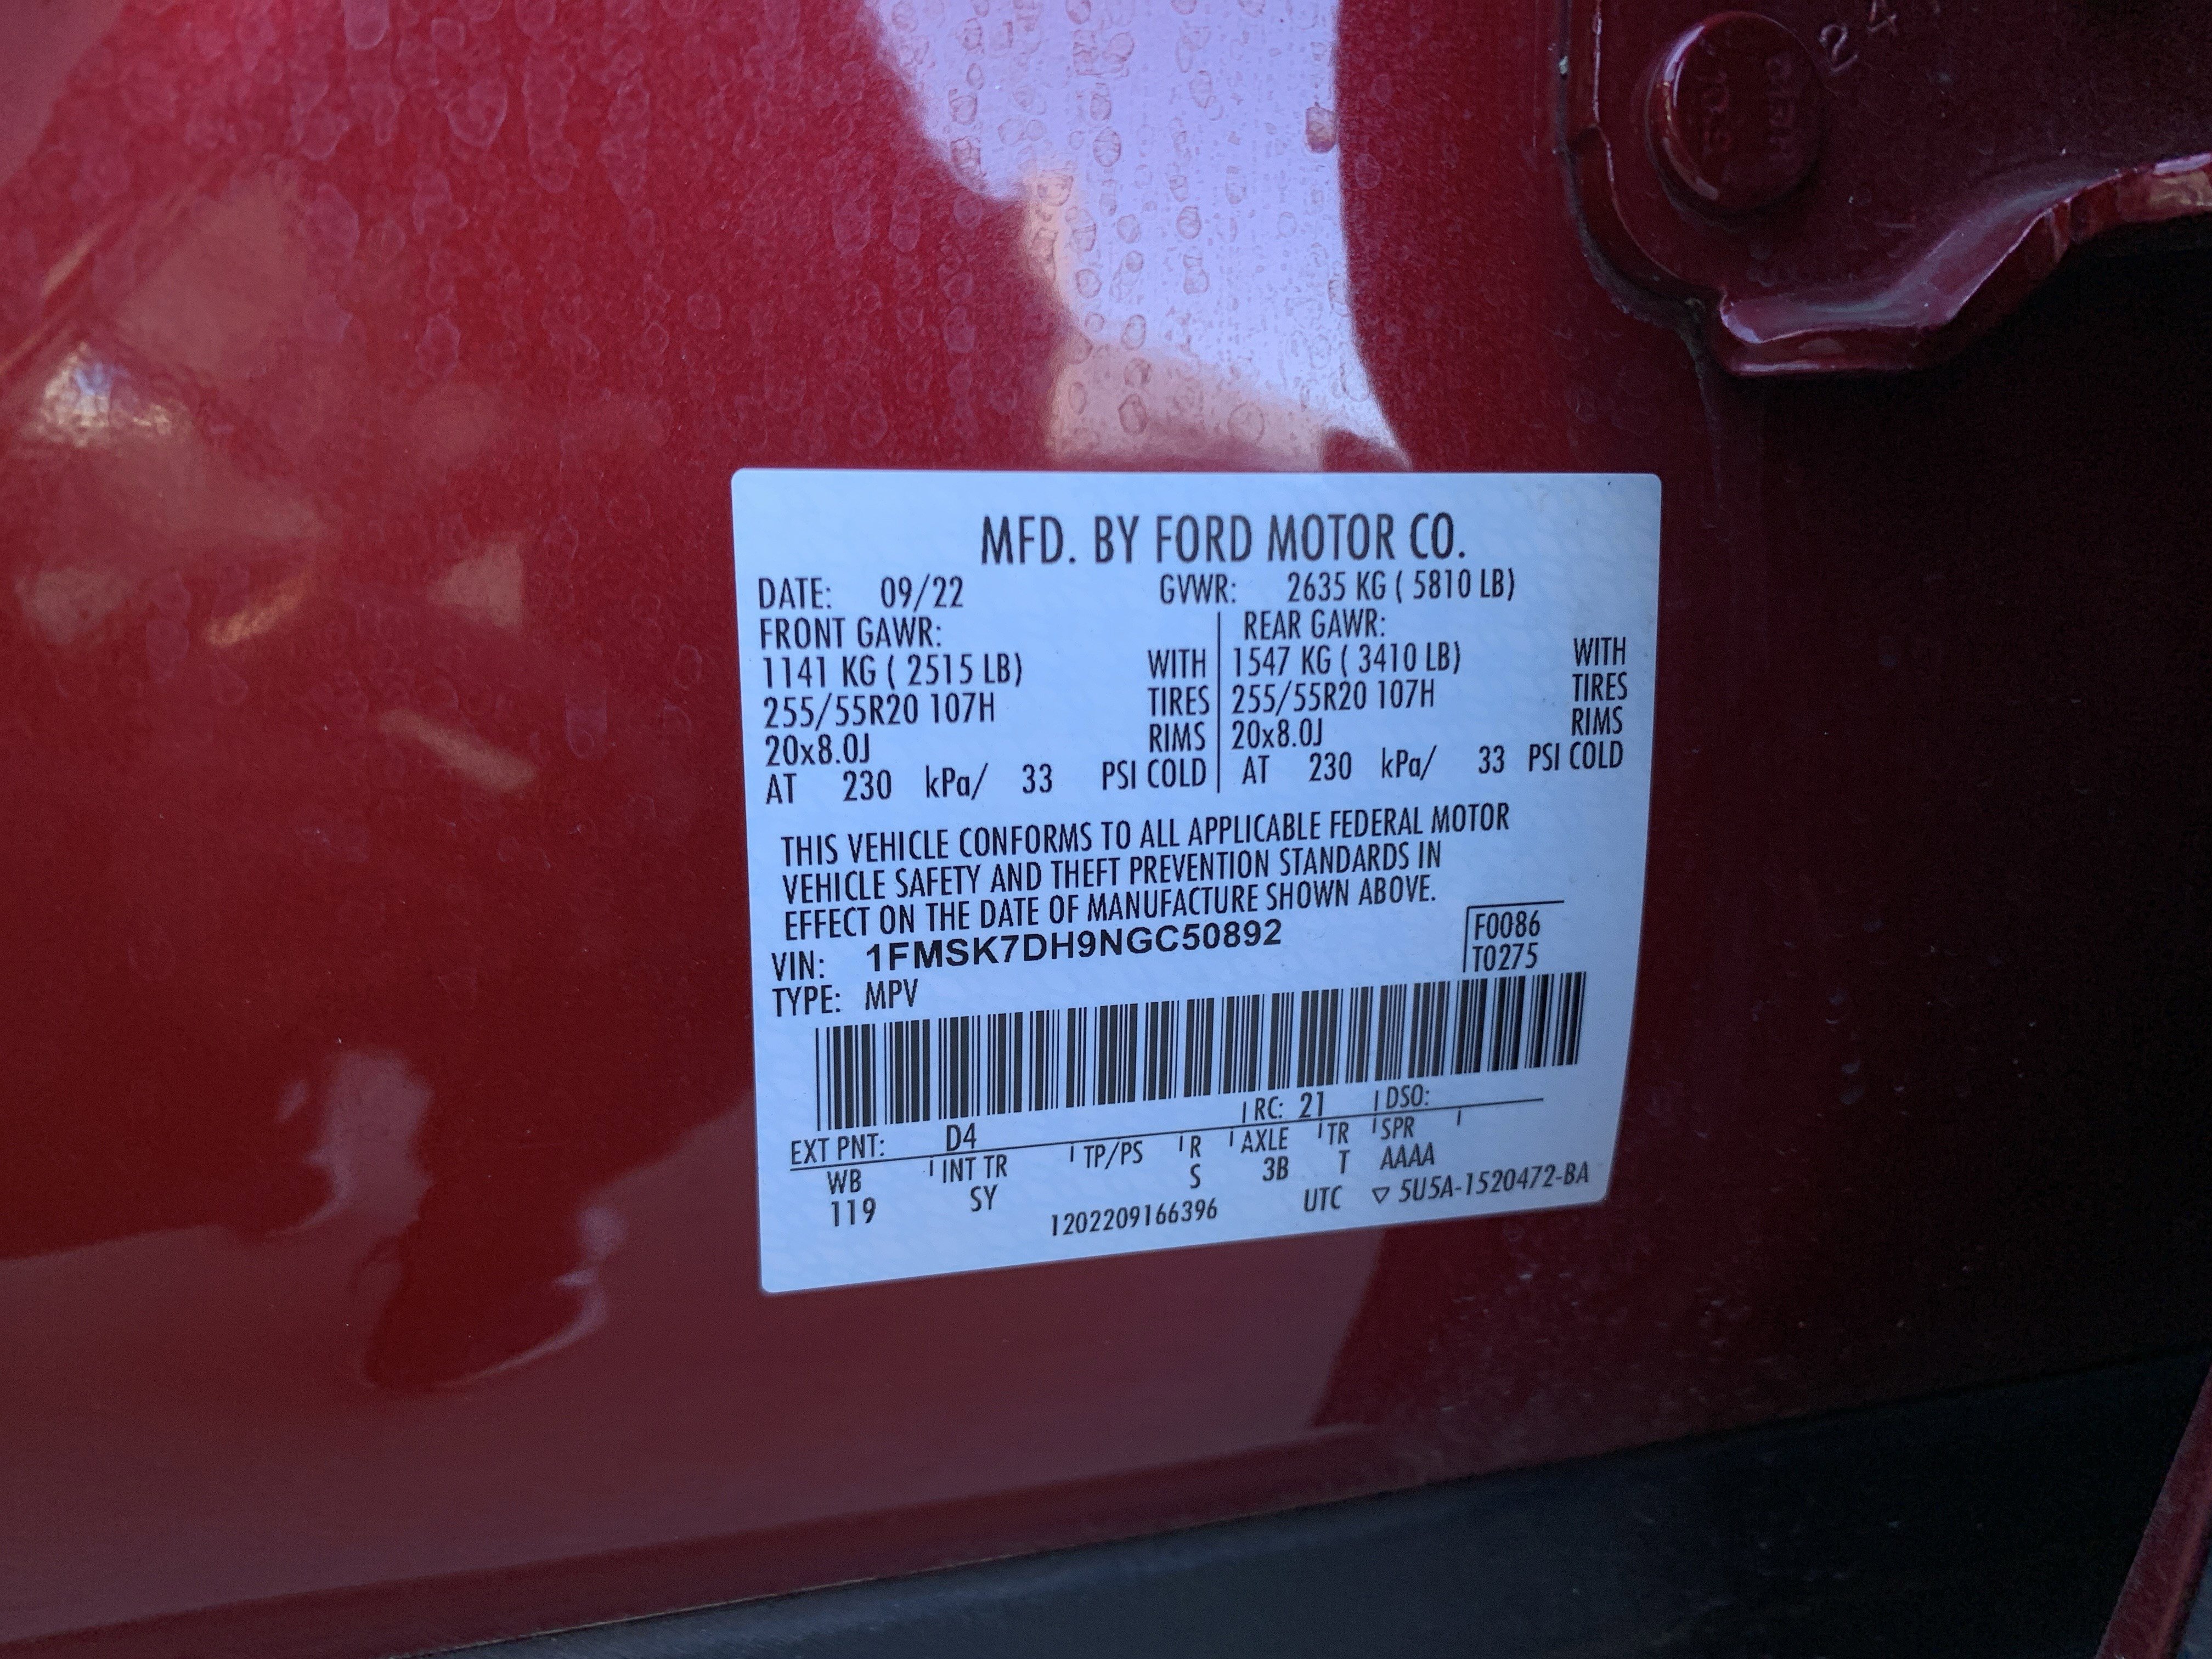 24
MFD. BY FORD MOTOR CO.
DATE: 09/22 GVWR: 2635 KG ( 5810 LB)
FRONT GAWR: REAR GAWR:
1141 KG ( 2515 LB) WITH 1547 KG ( 3410 LB) WITH
255/55R20 107H TIRES 255/55R20 107H TIRES
20x8.0J RIMS 20x8.0J RIMS
AT 230 kPa/ 33 PSI COLD AT 230 kPa/ 33 PSI COLD
THIS VEHICLE CONFORMS TO ALL APPLICABLE FEDERAL MOTOR
VEHICLE SAFETY AND THEFT PREVENTION STANDARDS IN
EFFECT ON THE DATE OF MANUFACTURE SHOWN ABOVE.
VIN: 1FMSK7DH9NGC50892 F0086
TYPE: MPV T0275
EXT PNT: D4 RC: 21 DSO:
WB INT TR TP/PS R AXLE TR SPR
119 SY S 3B T AAAA
1202209166396 UTC ▽ 5U5A-1520472-BA